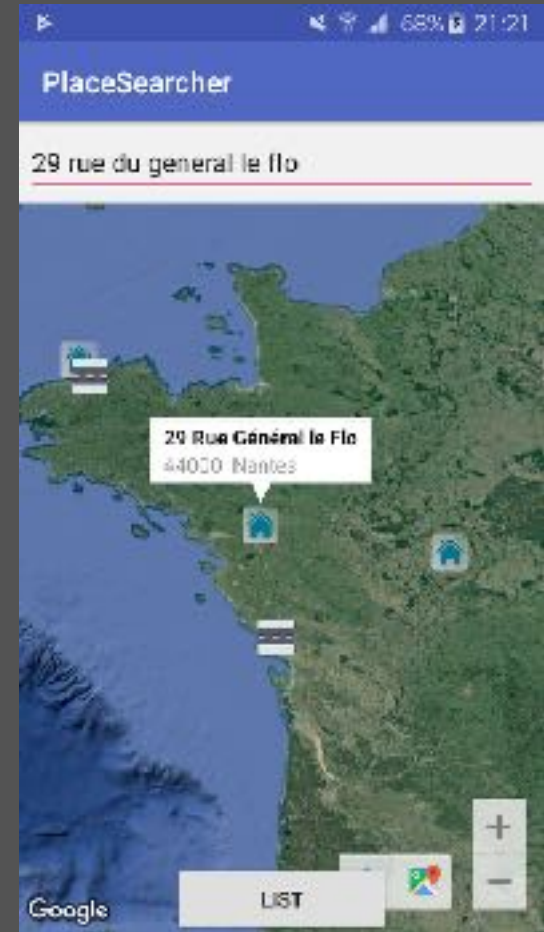 68% 21:21
PlaceSearcher
29 rue du general le flo
29 Rue Général le Flo
44000 Nantes
LIST
Google